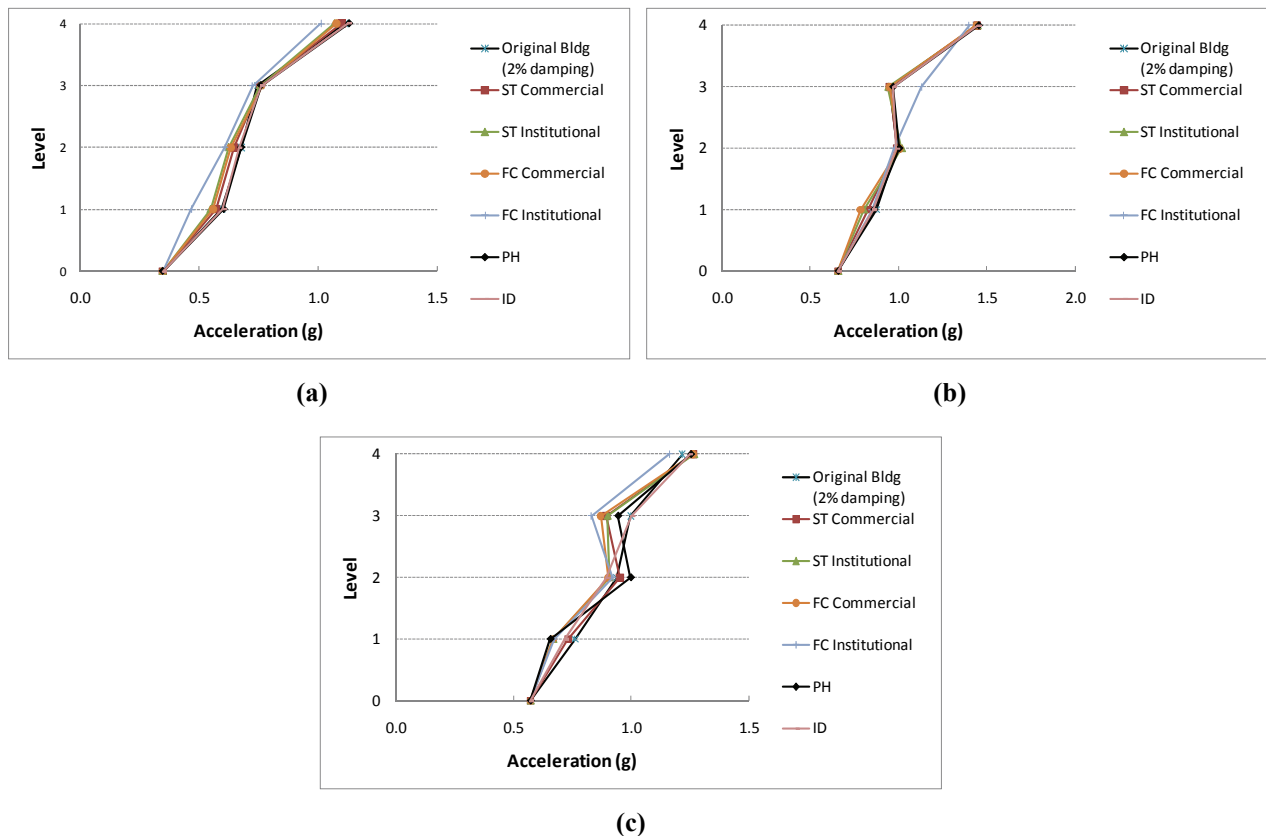 4
3
2
1
0
Level
0.0 0.5 1.0 1.5
Acceleration (g)
Original Bldg
(2% damping)
ST Commercial
ST Institutional
FC Commercial
FC Institutional
PH
ID
(a)
4
3
2
1
0
Level
0.0 0.5 1.0 1.5 2.0
Acceleration (g)
Original Bldg
(2% damping)
ST Commercial
ST Institutional
FC Commercial
FC Institutional
PH
ID
(b)
4
3
2
1
0
Level
0.0 0.5 1.0 1.5
Acceleration (g)
Original Bldg
(2% damping)
ST Commercial
ST Institutional
FC Commercial
FC Institutional
PH
ID
(c)